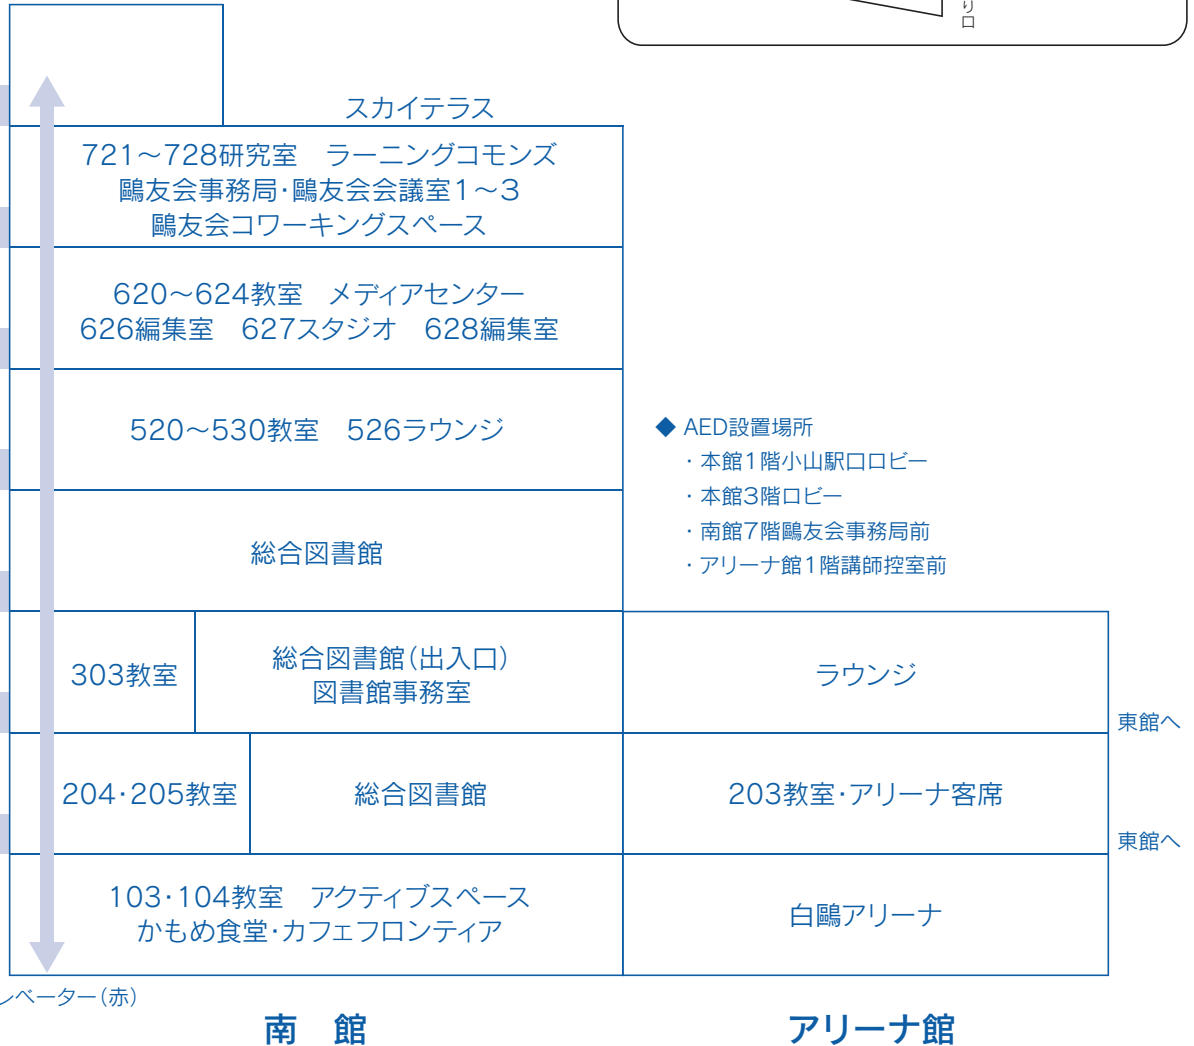 り口
スカイテラス
721～728研究室　ラーニングコモンズ
鷗友会事務局・鷗友会会議室1～3
鷗友会コワーキングスペース
620～624教室　メディアセンター
626編集室　627スタジオ　628編集室
520～530教室　526ラウンジ
◆ AED設置場所
・本館1階小山駅口ロビー
・本館3階ロビー
・南館7階鷗友会事務局前
・アリーナ館1階講師控室前
総合図書館
303教室
総合図書館（出入口）
図書館事務室
ラウンジ
東館へ
204・205教室
総合図書館
203教室・アリーナ客席
東館へ
103・104教室　アクティブスペース
かもめ食堂・カフェフロンティア
白鷗アリーナ
レベーター（赤）
南　館
アリーナ館